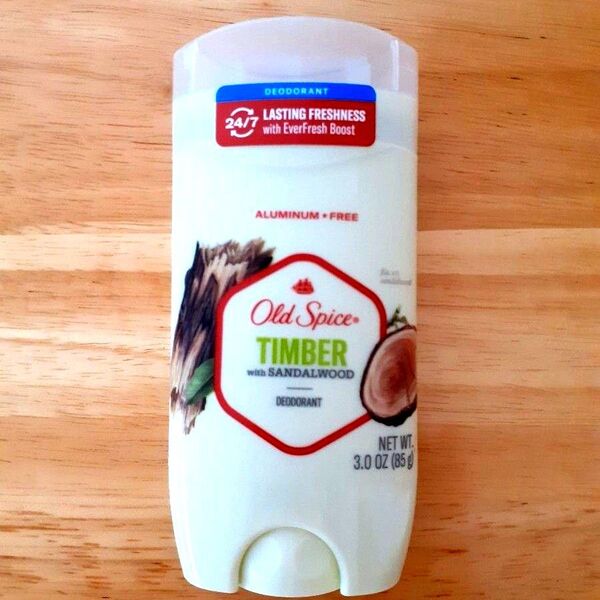 DEODORANT
24/7
LASTING FRESHNESS
with EverFresh Boost
ALUMINUM • FREE
Old Spice®
TIMBER
with SANDALWOOD
DEODORANT
NET WT.
3.0 OZ (85 g)